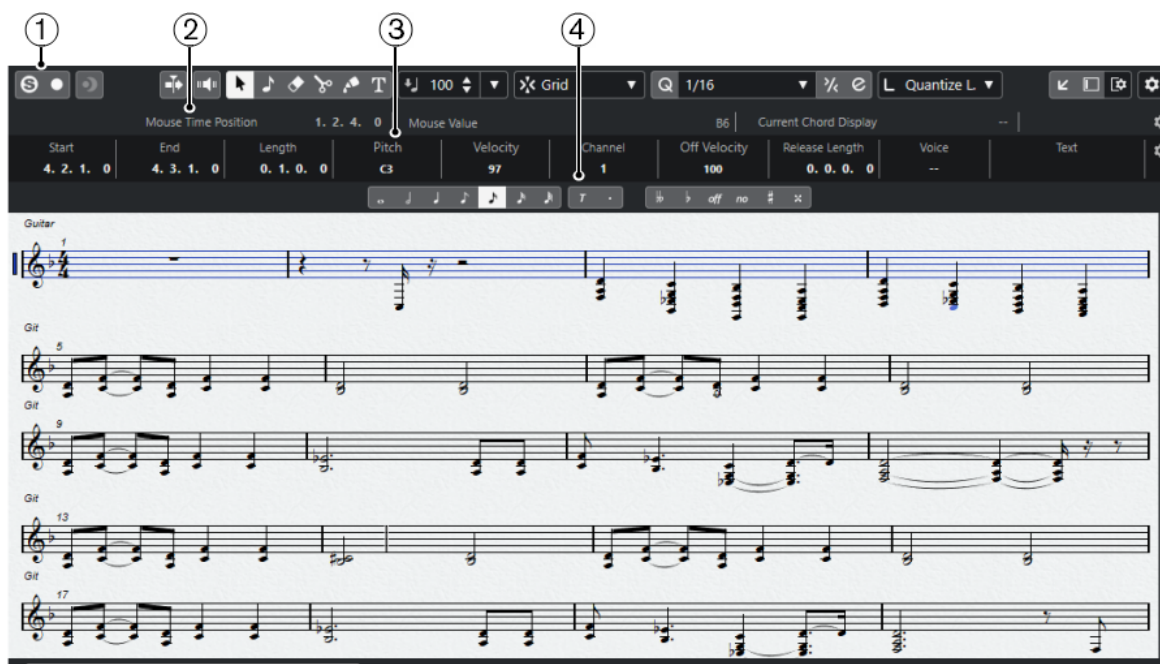 1 2 3 4
S 100 Grid Q 1/16 e L Quantize L.
Mouse Time Position 1. 2. 4. 0 Mouse Value B6 Current Chord Display --
Start End Length Pitch Velocity Channel Off Velocity Release Length Voice Text
4. 2. 1. 0 4. 3. 1. 0 0. 1. 0. 0 C3 97 1 100 0. 0. 0. 0 --
T . off no
Guitar
1
4
4
Git
5
Git
9
Git
13
Git
17